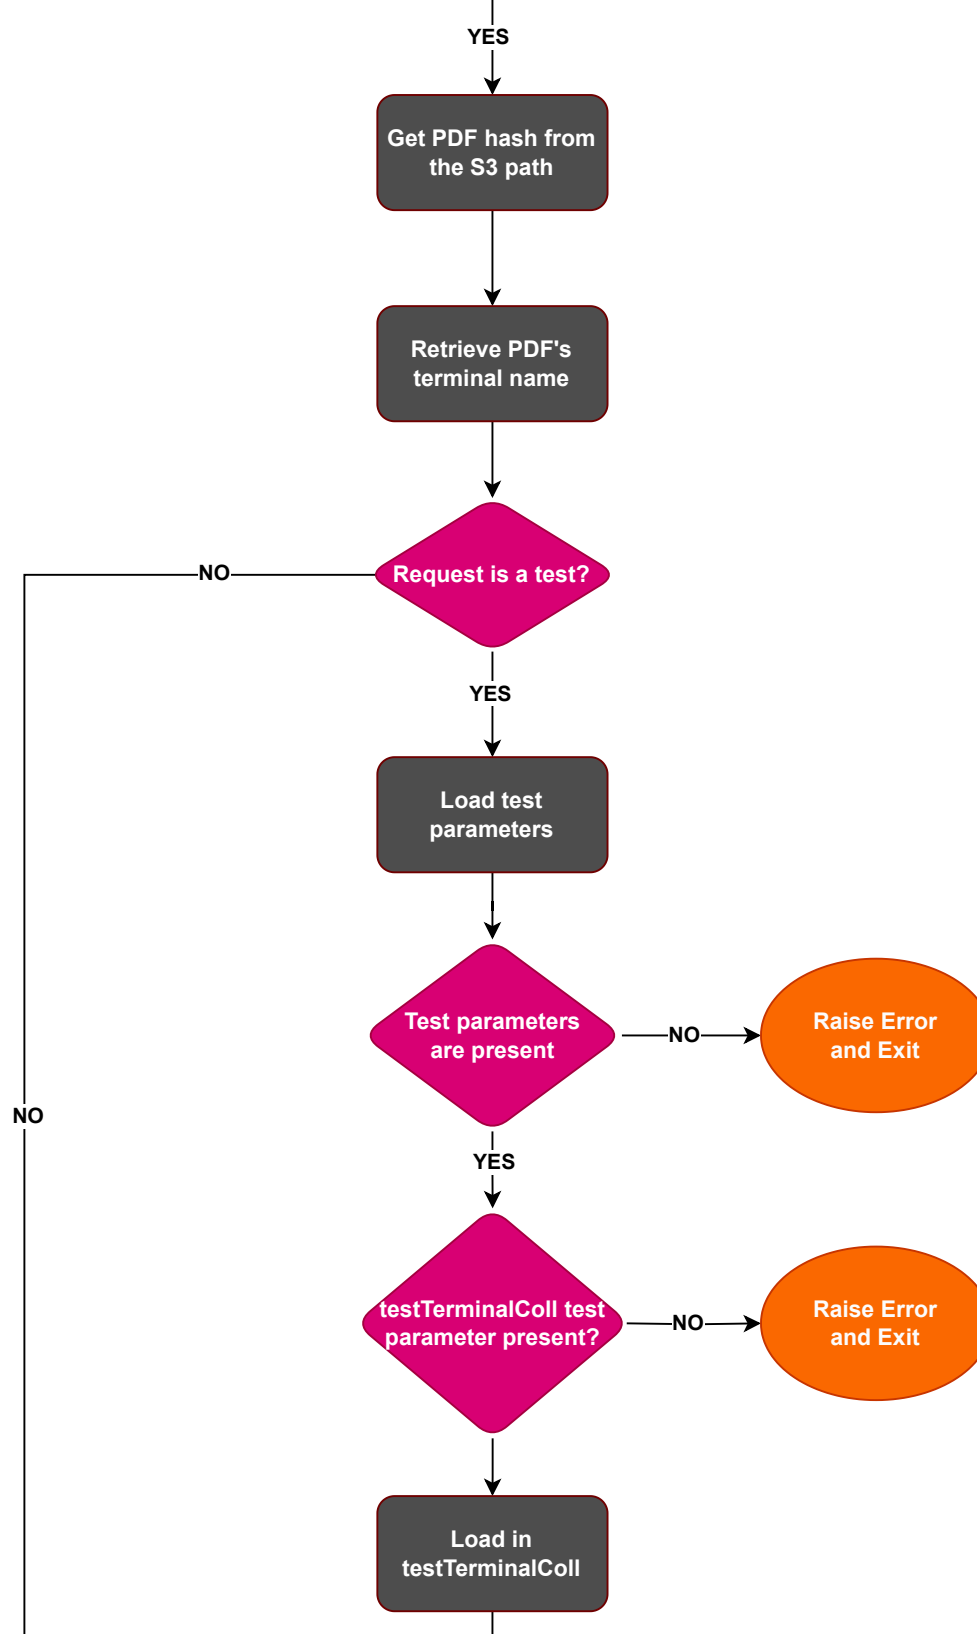 YES
Get PDF hash from
the S3 path
Retrieve PDF's
terminal name
Request is a test?
NO
YES
Load test
parameters
Test parameters
are present
NO
Raise Error
and Exit
NO
YES
testTerminalColl test
parameter present?
NO
Raise Error
and Exit
Load in
testTerminalColl